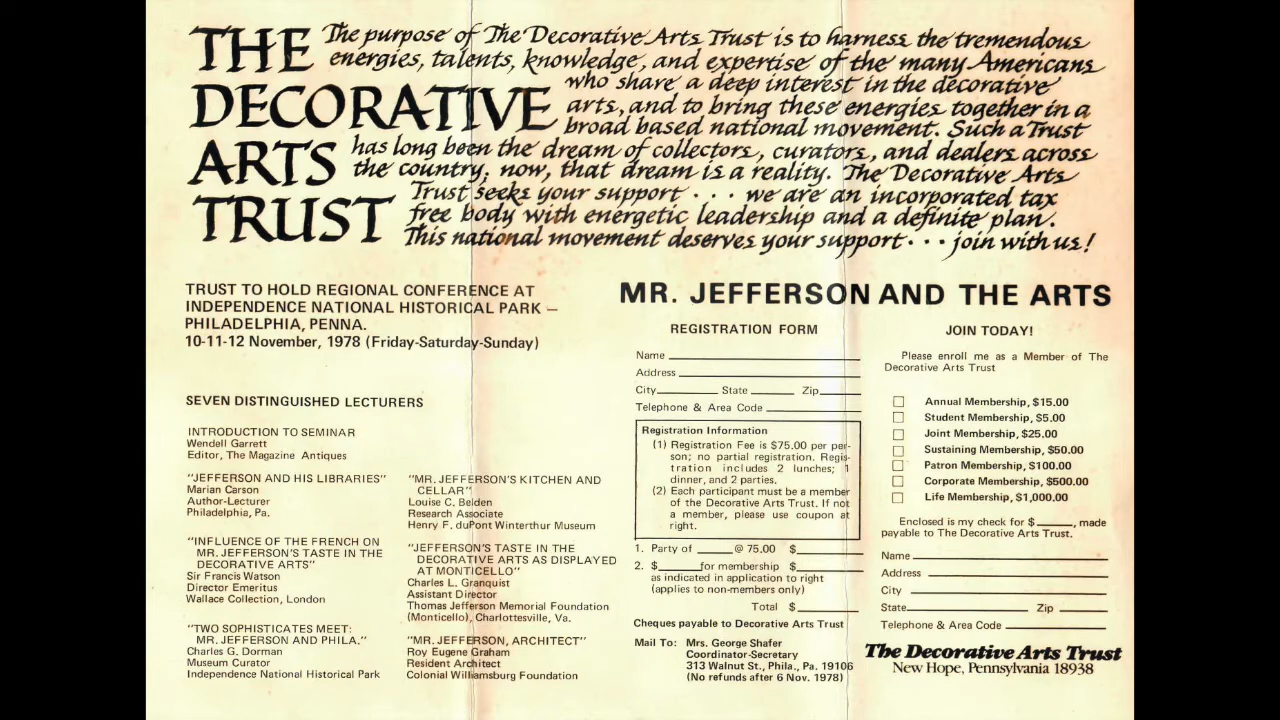 THE DECORATIVE ARTS TRUST
The purpose of The Decorative Arts Trust is to harness the tremendous
energies, talents, knowledge, and expertise of the many Americans
who share a deep interest in the decorative
arts, and to bring these energies together in a
broad based national movement. Such a Trust
has long been the dream of collectors, curators, and dealers across
the country; now, that dream is a reality. The Decorative Arts
Trust seeks your support · · · we are an incorporated tax
free body with energetic leadership and a definite plan.
This national movement deserves your support · · · join with us!
TRUST TO HOLD REGIONAL CONFERENCE AT
INDEPENDENCE NATIONAL HISTORICAL PARK —
PHILADELPHIA, PENNA.
10-11-12 November, 1978 (Friday-Saturday-Sunday)
SEVEN DISTINGUISHED LECTURERS
INTRODUCTION TO SEMINAR
Wendell Garrett
Editor, The Magazine Antiques
"JEFFERSON AND HIS LIBRARIES"
Marian Carson
Author-Lecturer
Philadelphia, Pa.
"INFLUENCE OF THE FRENCH ON
MR. JEFFERSON'S TASTE IN THE
DECORATIVE ARTS"
Sir Francis Watson
Director Emeritus
Wallace Collection, London
"TWO SOPHISTICATES MEET:
MR. JEFFERSON AND PHILA."
Charles G. Dorman
Museum Curator
Independence National Historical Park
"MR. JEFFERSON'S KITCHEN AND
CELLAR"
Louise C. Belden
Research Associate
Henry F. duPont Winterthur Museum
"JEFFERSON'S TASTE IN THE
DECORATIVE ARTS AS DISPLAYED
AT MONTICELLO"
Charles L. Granquist
Assistant Director
Thomas Jefferson Memorial Foundation
(Monticello), Charlottesville, Va.
"MR. JEFFERSON, ARCHITECT"
Roy Eugene Graham
Resident Architect
Colonial Williamsburg Foundation
MR. JEFFERSON AND THE ARTS
REGISTRATION FORM
Name
Address
City State Zip
Telephone & Area Code
Registration Information
(1) Registration Fee is $75.00 per per-
son; no partial registration. Regis-
tration includes 2 lunches; 1
dinner, and 2 parties.
(2) Each participant must be a member
of the Decorative Arts Trust. If not
a member, please use coupon at
right.
1. Party of @ 75.00 $
2. $ for membership $
as indicated in application to right
(applies to non-members only)
Total $
Cheques payable to Decorative Arts Trust
Mail To: Mrs. George Shafer
Coordinator-Secretary
313 Walnut St., Phila., Pa. 19106
(No refunds after 6 Nov. 1978)
JOIN TODAY!
Please enroll me as a Member of The
Decorative Arts Trust
Annual Membership, $15.00
Student Membership, $5.00
Joint Membership, $25.00
Sustaining Membership, $50.00
Patron Membership, $100.00
Corporate Membership, $500.00
Life Membership, $1,000.00
Enclosed is my check for $ , made
payable to The Decorative Arts Trust.
Name
Address
City
State Zip
Telephone & Area Code
The Decorative Arts Trust
New Hope, Pennsylvania 18938